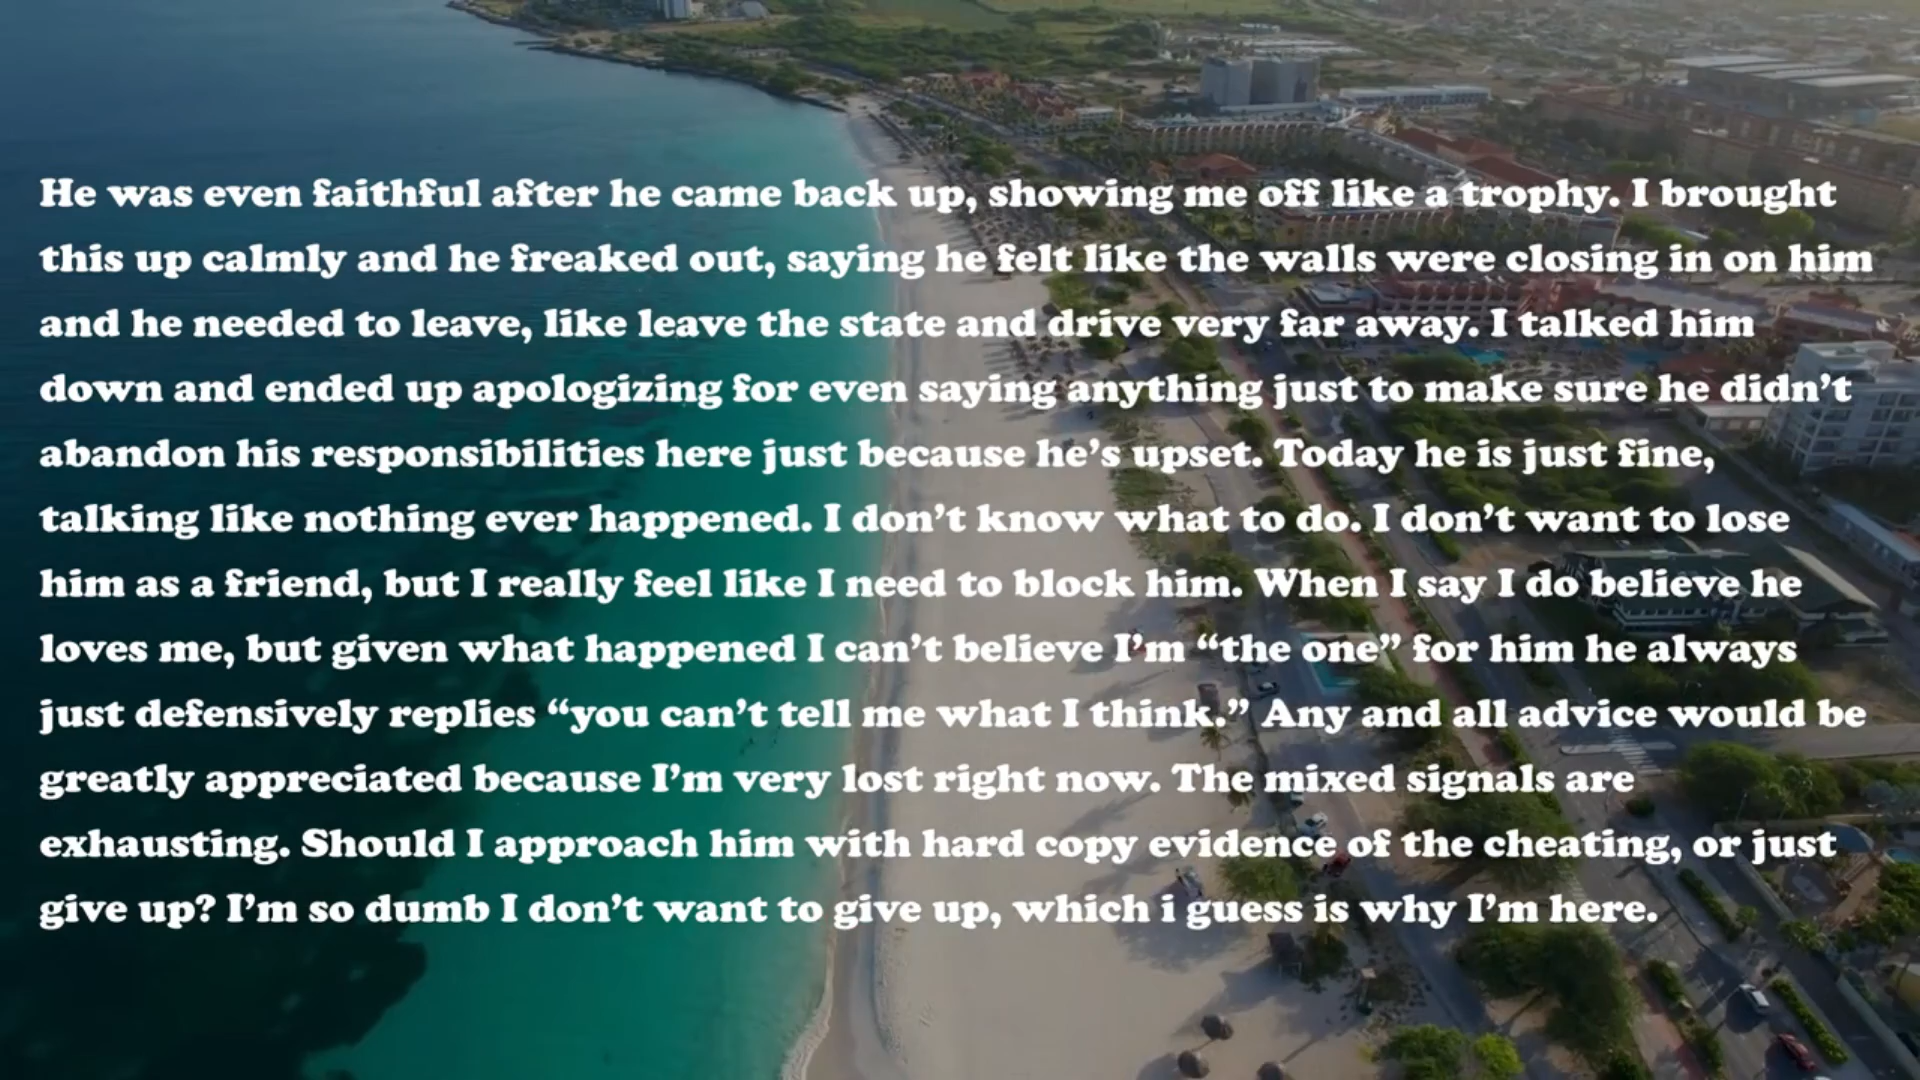 He was even faithful after he came back up, showing me off like a trophy. I brought
this up calmly and he freaked out, saying he felt like the walls were closing in on him
and he needed to leave, like leave the state and drive very far away. I talked him
down and ended up apologizing for even saying anything just to make sure he didn’t
abandon his responsibilities here just because he’s upset. Today he is just fine,
talking like nothing ever happened. I don’t know what to do. I don’t want to lose
him as a friend, but I really feel like I need to block him. When I say I do believe he
loves me, but given what happened I can’t believe I’m “the one” for him he always
just defensively replies “you can’t tell me what I think.” Any and all advice would be
greatly appreciated because I’m very lost right now. The mixed signals are
exhausting. Should I approach him with hard copy evidence of the cheating, or just
give up? I’m so dumb I don’t want to give up, which i guess is why I’m here.